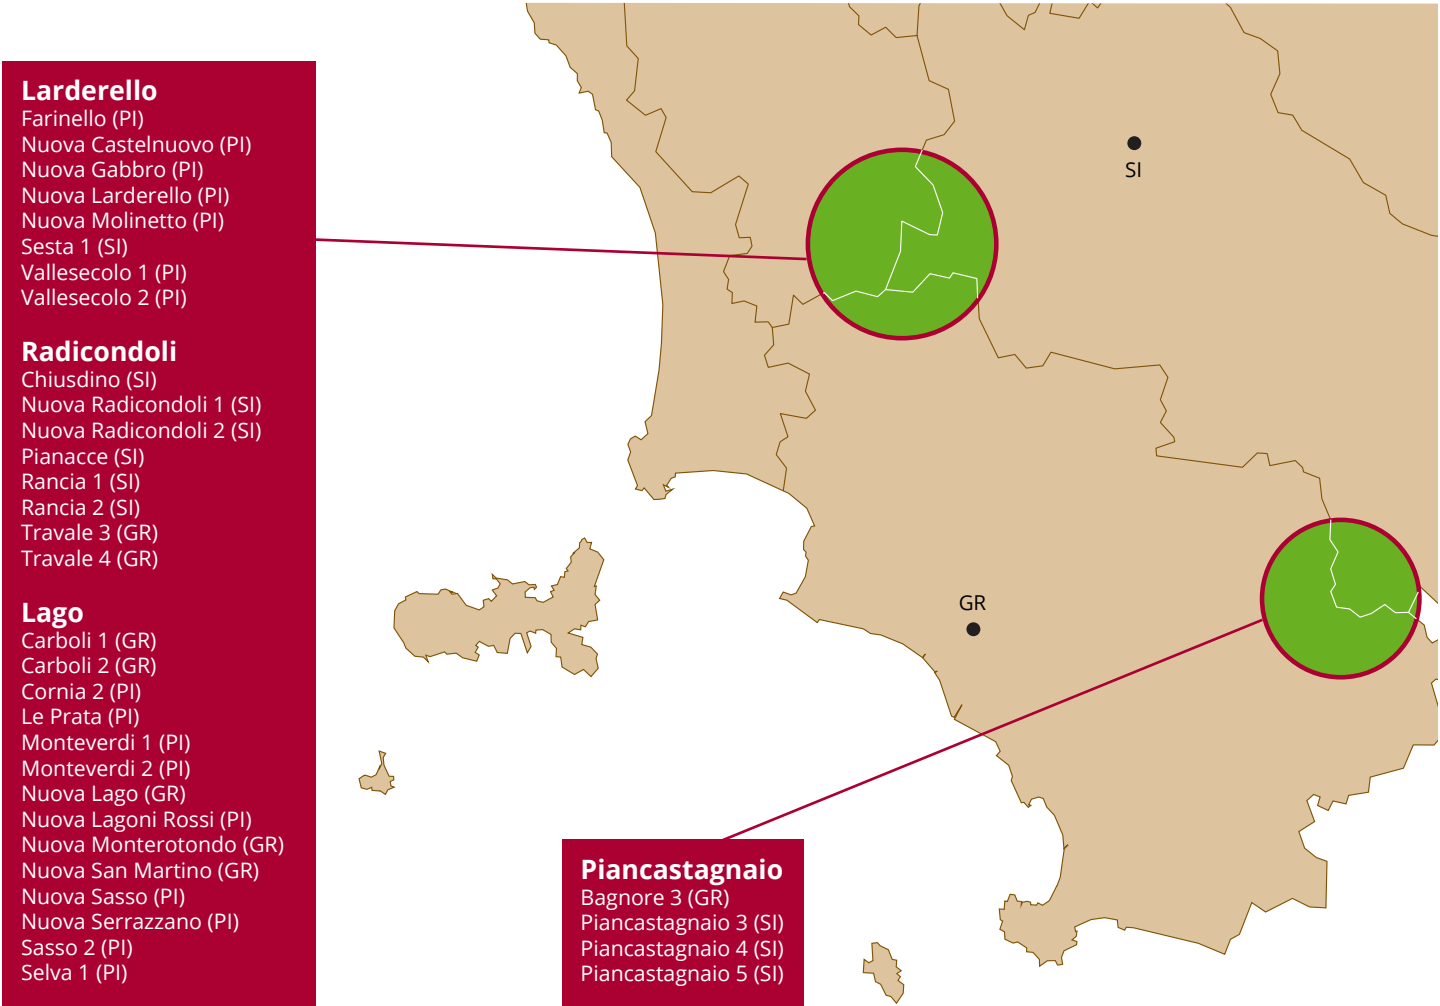 Larderello
Farinello (PI)
Nuova Castelnuovo (PI)
Nuova Gabbro (PI)
Nuova Larderello (PI)
Nuova Molinetto (PI)
Sesta 1 (SI)
Vallesecolo 1 (PI)
Vallesecolo 2 (PI)
Radicondoli
Chiusdino (SI)
Nuova Radicondoli 1 (SI)
Nuova Radicondoli 2 (SI)
Pianacce (SI)
Rancia 1 (SI)
Rancia 2 (SI)
Travale 3 (GR)
Travale 4 (GR)
Lago
Carboli 1 (GR)
Carboli 2 (GR)
Cornia 2 (PI)
Le Prata (PI)
Monteverdi 1 (PI)
Monteverdi 2 (PI)
Nuova Lago (GR)
Nuova Lagoni Rossi (PI)
Nuova Monterotondo (GR)
Nuova San Martino (GR)
Nuova Sasso (PI)
Nuova Serrazzano (PI)
Sasso 2 (PI)
Selva 1 (PI)
SI
GR
Piancastagnaio
Bagnore 3 (GR)
Piancastagnaio 3 (SI)
Piancastagnaio 4 (SI)
Piancastagnaio 5 (SI)